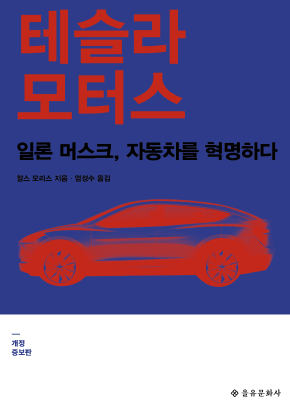 테슬라
모터스
일론 머스크, 자동차를 혁명하다
찰스 모리스 지음 · 엄성수 옮김
개정
증보판
을유문화사